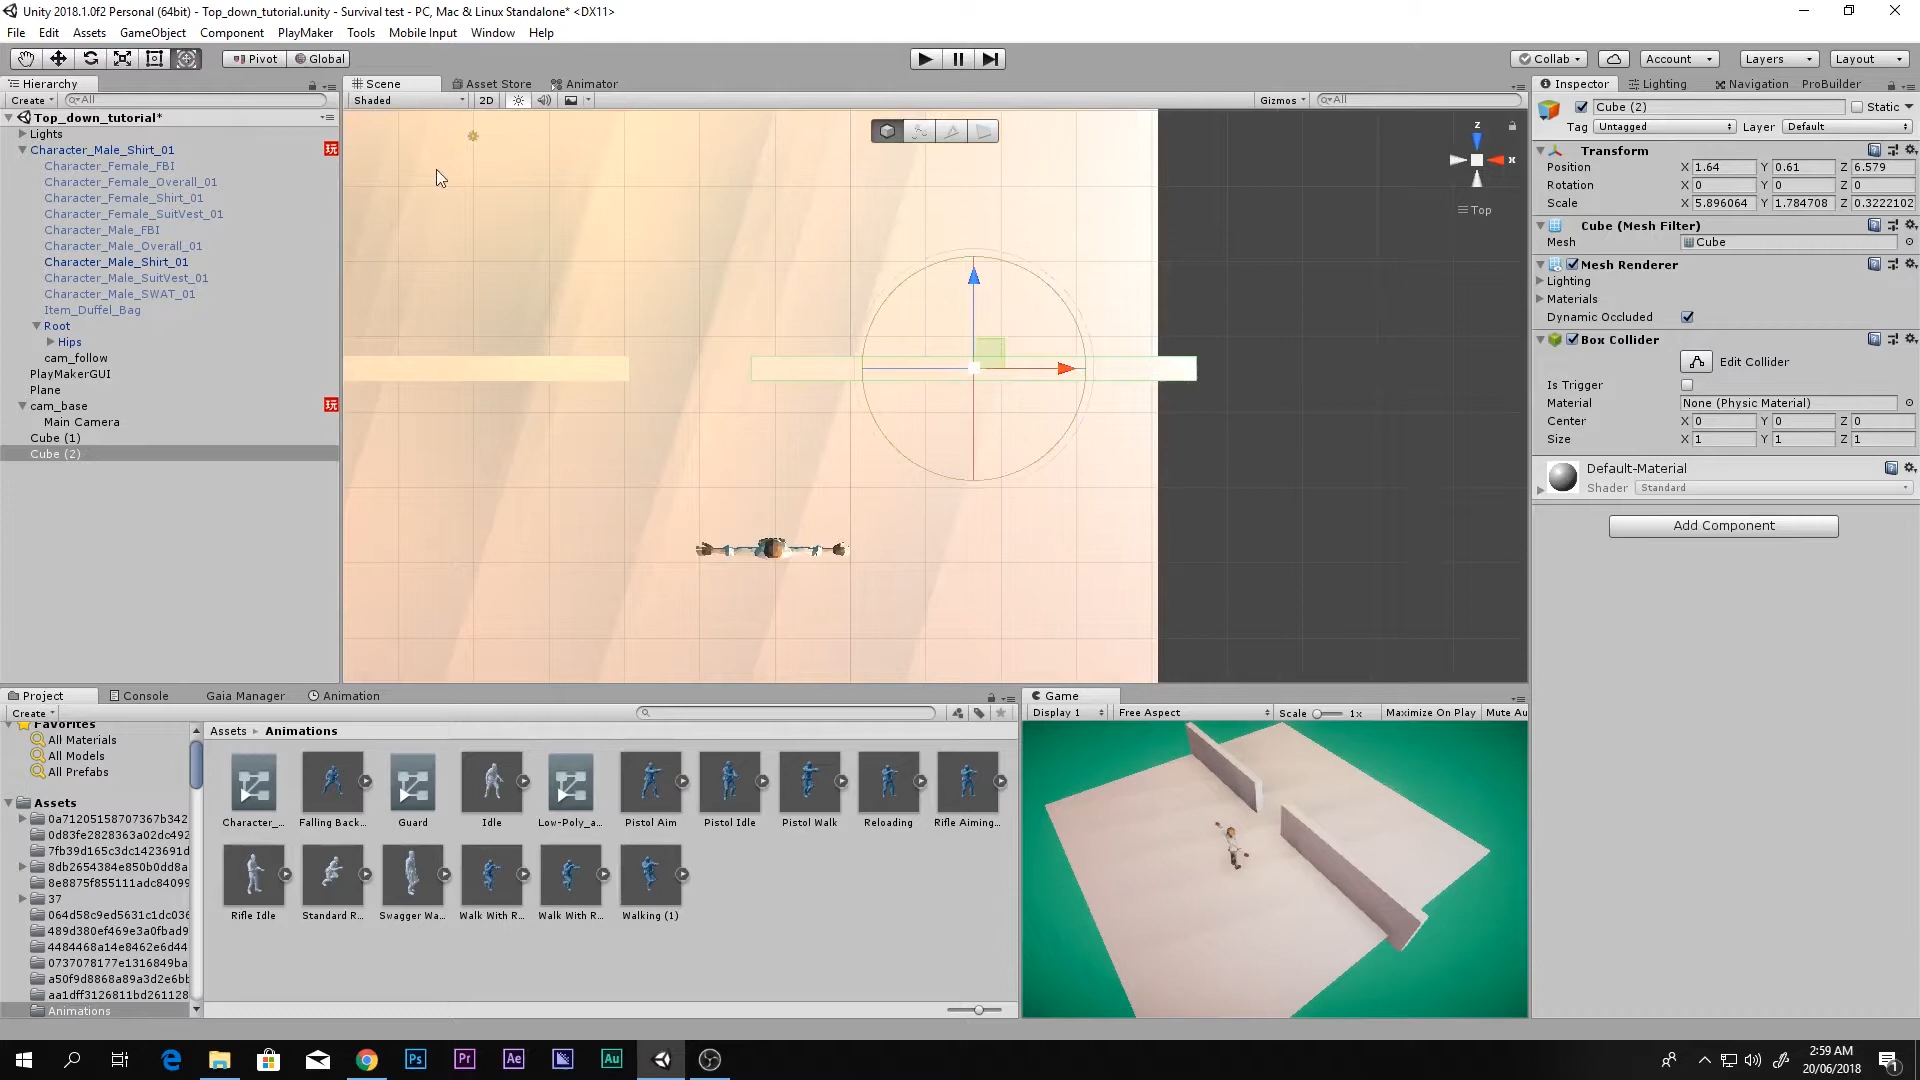 Unity 2018.1.0f2 Personal (64bit) - Top_down_tutorial.unity - Survival test - PC, Mac & Linux Standalone* <DX11>
File Edit Assets GameObject Component PlayMaker Tools Mobile Input Window Help
Pivot Global Collab Account Layers Layout
Hierarchy Scene Asset Store Animator Inspector Lighting Navigation ProBuilder
Create All Shaded 2D Gizmos All Cube (2) Static
Tag Untagged Layer Default
Top_down_tutorial*
Lights
Character_Male_Shirt_01 玩
Character_Female_FBI
Character_Female_Overall_01
Character_Female_Shirt_01
Character_Female_SuitVest_01
Character_Male_FBI
Character_Male_Overall_01
Character_Male_Shirt_01
Character_Male_SuitVest_01
Character_Male_SWAT_01
Item_Duffel_Bag
Root
Hips
cam_follow
PlayMakerGUI
Plane
cam_base 玩
Main Camera
Cube (1)
Cube (2)
z
x
Top
Transform
Position X 1.64 Y 0.61 Z 6.579
Rotation X 0 Y 0 Z 0
Scale X 5.896064 Y 1.784708 Z 0.3222102
Cube (Mesh Filter)
Mesh Cube
Mesh Renderer
Lighting
Materials
Dynamic Occluded
Box Collider
Edit Collider
Is Trigger
Material None (Physic Material)
Center X 0 Y 0 Z 0
Size X 1 Y 1 Z 1
Default-Material
Shader Standard
Add Component
Project Console Gaia Manager Animation
Create
Favorites
All Materials
All Models
All Prefabs
Assets
0a71205158707367b342
0d83fe2828363a02dc492
7fb39d165c3dc1423691d
8db2654384e850b0dd8a
8e8875f855111adc84099
37
064d58c9ed5631c1dc036
489d380ef469e3a0fbad9
4484468a14e8462e6d44
0737078177e1316849ba
a50f9d8868a89a3d2e6bb
aa1dff3126811bd261128
Animations
Assets Animations
Character_... Falling Back... Guard Idle Low-Poly_a... Pistol Aim Pistol Idle Pistol Walk Reloading Rifle Aiming...
Rifle Idle Standard R... Swagger Wa... Walk With R... Walk With R... Walking (1)
Game
Display 1 Free Aspect Scale 1x Maximize On Play Mute Au
Ps Pr Ae Au
2:59 AM
20/06/2018
1